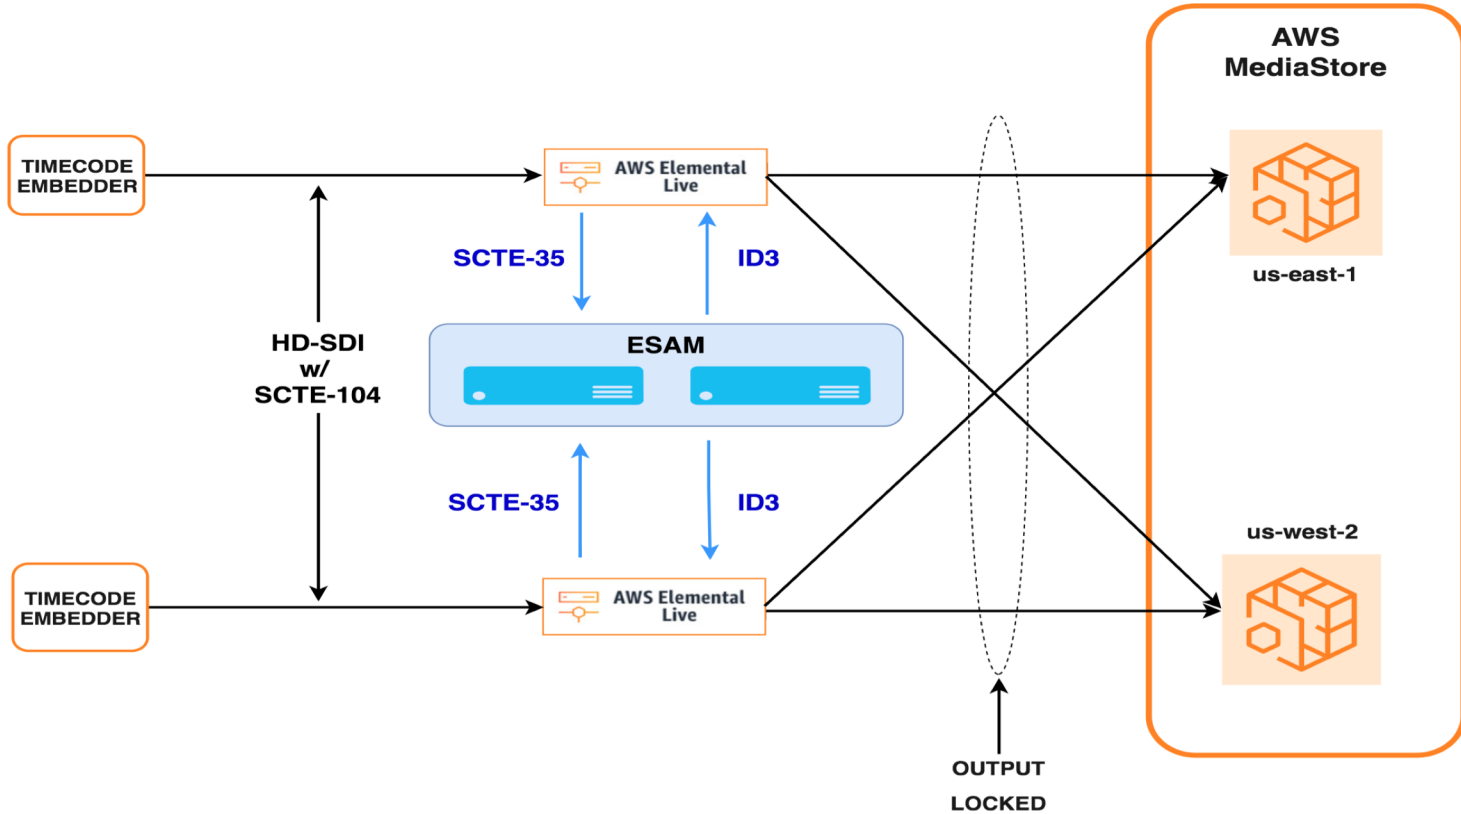 AWS
MediaStore
TIMECODE
EMBEDDER
AWS Elemental
Live
us-east-1
SCTE-35
ID3
HD-SDI
w/
SCTE-104
ESAM
SCTE-35
ID3
us-west-2
TIMECODE
EMBEDDER
AWS Elemental
Live
OUTPUT
LOCKED